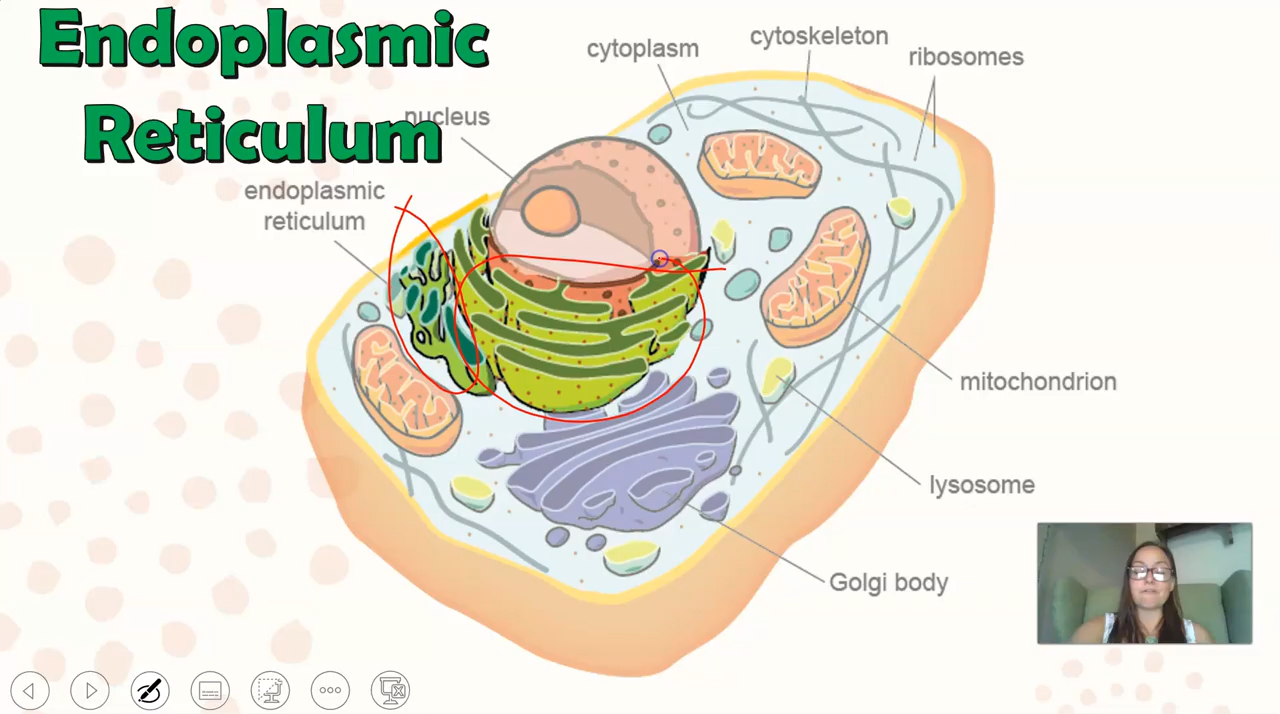 Endoplasmic
Reticulum
cytoplasm
cytoskeleton
ribosomes
nucleus
endoplasmic
reticulum
mitochondrion
lysosome
Golgi body